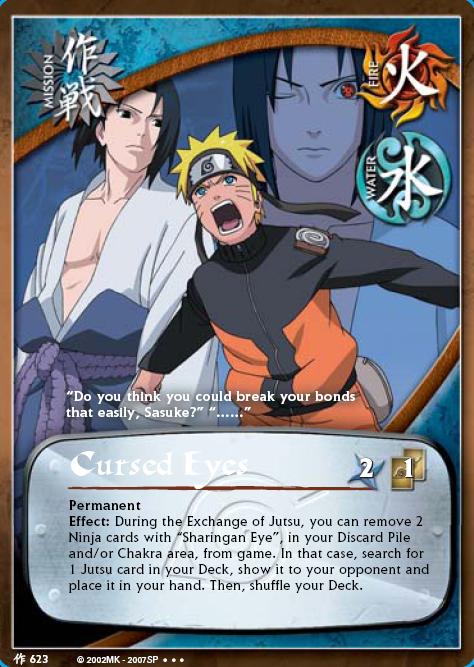 MISSION
作戦
FIRE
火
WATER
水
“Do you think you could break your bonds
that easily, Sasuke?” “......”
Cursed Eyes
2
1
Permanent
Effect: During the Exchange of Jutsu, you can remove 2
Ninja cards with “Sharingan Eye”, in your Discard Pile
and/or Chakra area, from game. In that case, search for
1 Jutsu card in your Deck, show it to your opponent and
place it in your hand. Then, shuffle your Deck.
作 623
© 2002MK - 2007SP • • •